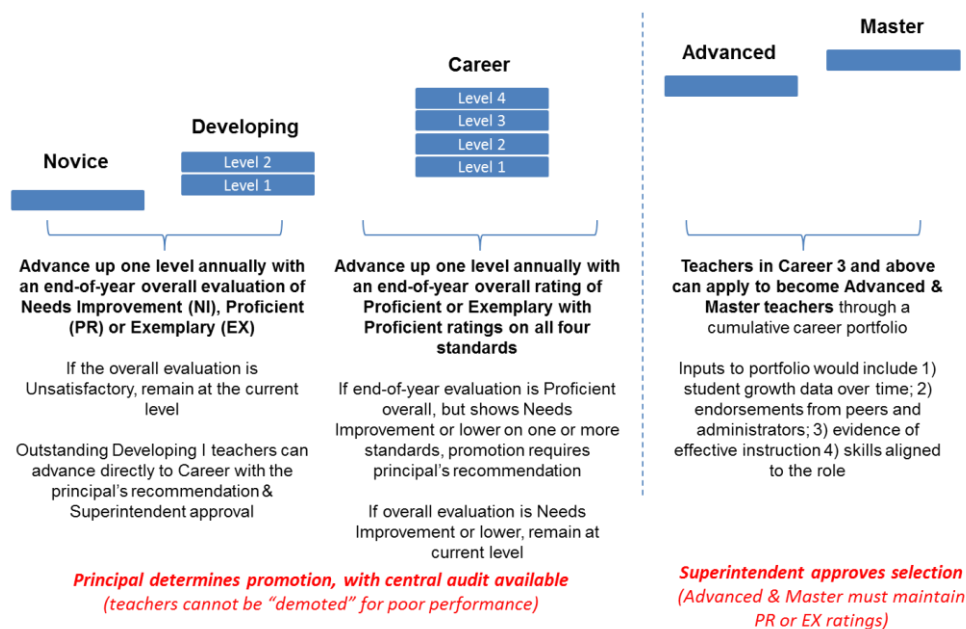 Novice
Developing
Level 2
Level 1
Career
Level 4
Level 3
Level 2
Level 1
Advanced
Master
Advance up one level annually with
an end-of-year overall evaluation of
Needs Improvement (NI), Proficient
(PR) or Exemplary (EX)
If the overall evaluation is
Unsatisfactory, remain at the current
level
Outstanding Developing I teachers can
advance directly to Career with the
principal's recommendation &
Superintendent approval
Advance up one level annually with
an end-of-year overall rating of
Proficient or Exemplary with
Proficient ratings on all four
standards
If end-of-year evaluation is Proficient
overall, but shows Needs
Improvement or lower on one or more
standards, promotion requires
principal's recommendation
If overall evaluation is Needs
Improvement or lower, remain at
current level
Principal determines promotion, with central audit available
(teachers cannot be "demoted" for poor performance)
Teachers in Career 3 and above
can apply to become Advanced &
Master teachers through a
cumulative career portfolio
Inputs to portfolio would include 1)
student growth data over time; 2)
endorsements from peers and
administrators; 3) evidence of
effective instruction 4) skills aligned
to the role
Superintendent approves selection
(Advanced & Master must maintain
PR or EX ratings)